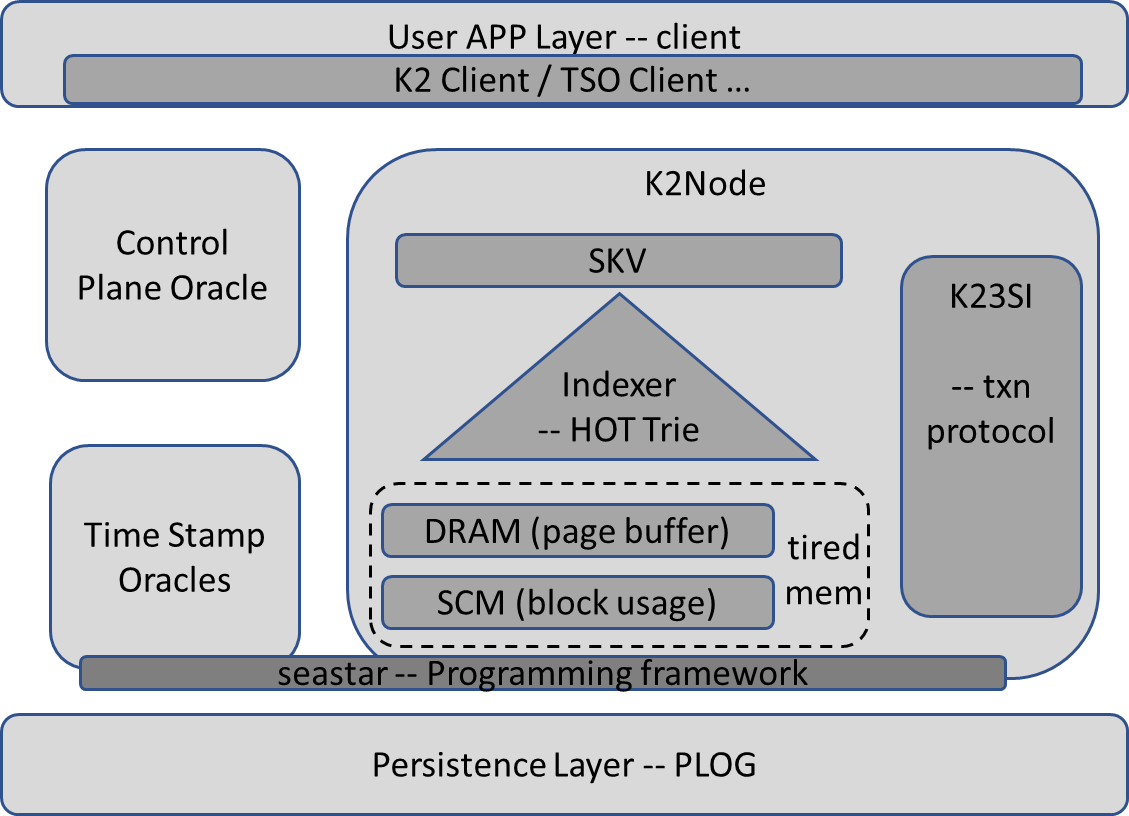 User APP Layer -- client
K2 Client / TSO Client ...
Control
Plane Oracle
Time Stamp
Oracles
K2Node
SKV
Indexer
-- HOT Trie
DRAM (page buffer)
SCM (block usage)
tired
mem
K23SI
-- txn
protocol
seastar -- Programming framework
Persistence Layer -- PLOG